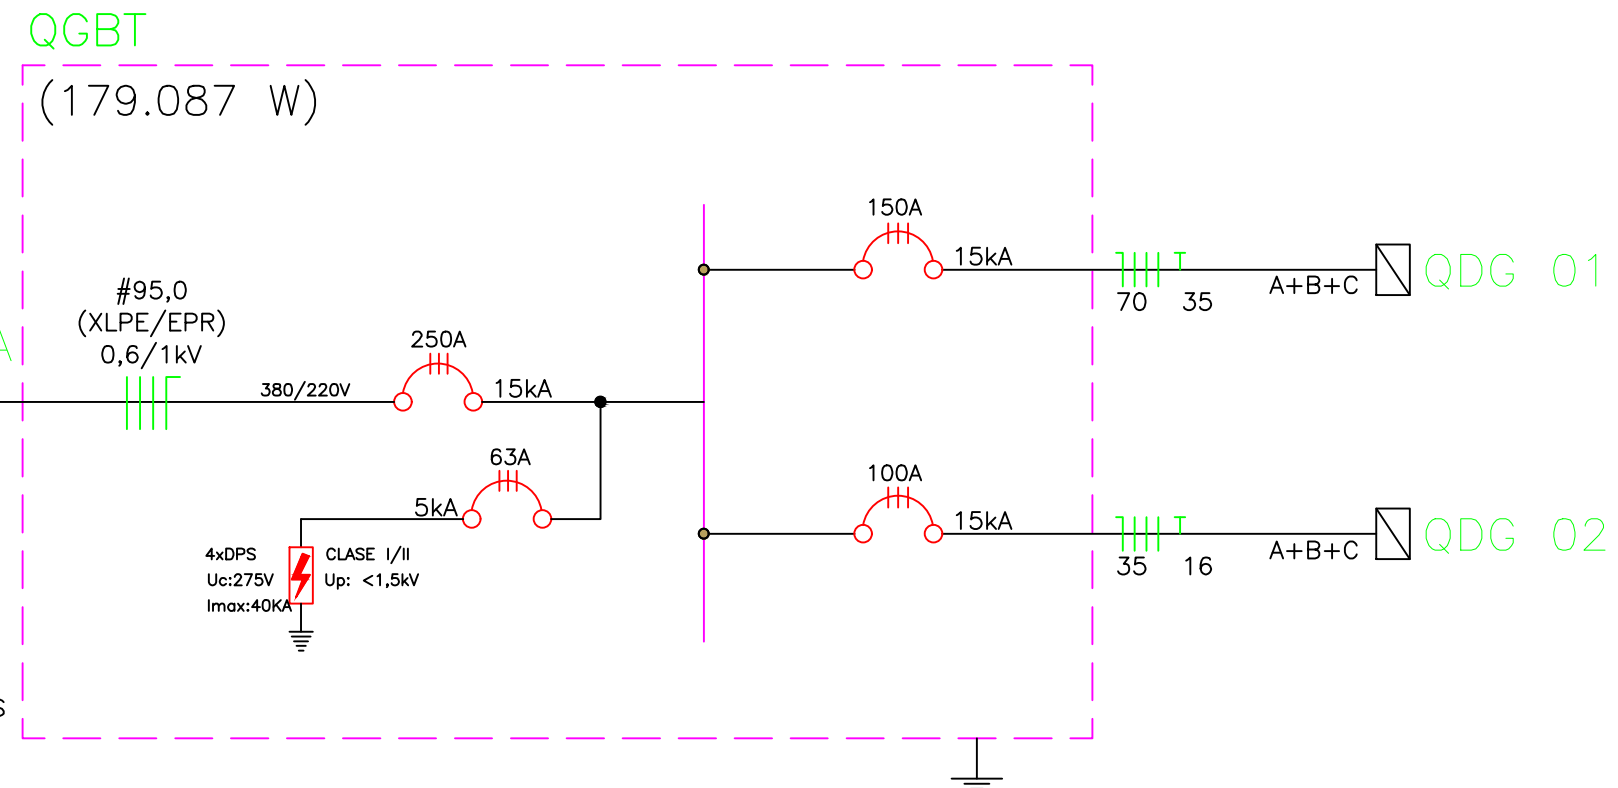 QGBT
(179.087 W)
#95,0
(XLPE/EPR)
0,6/1kV
380/220V
250A
15kA
63A
5kA
4xDPS
Uc:275V
Imax:40KA
CLASE I/II
Up: <1,5kV
150A
15kA
70 35
A+B+C
QDG 01
100A
15kA
35 16
A+B+C
QDG 02